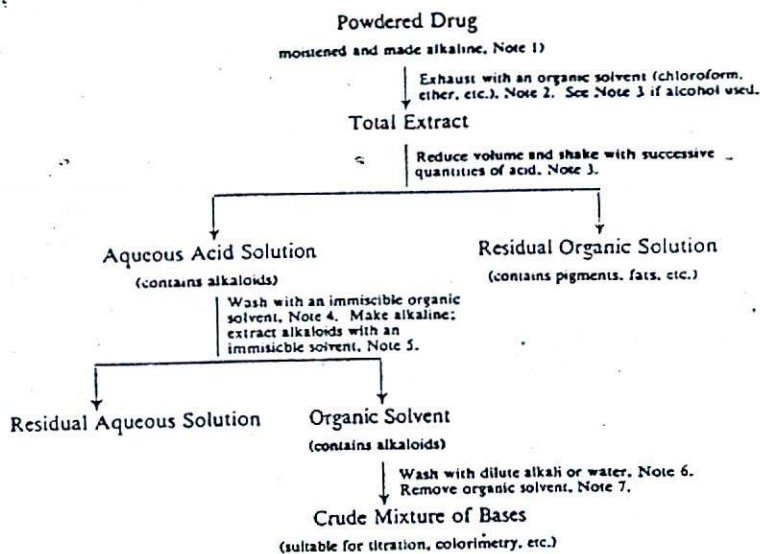 Powdered Drug
moistened and made alkaline, Note 1)
Exhaust with an organic solvent (chloroform,
ether, etc.). Note 2. See Note 3 if alcohol used.
Total Extract
Reduce volume and shake with successive
quantities of acid, Note 3.
Aqueous Acid Solution
(contains alkaloids)
Residual Organic Solution
(contains pigments, fats, etc.)
Wash with an immiscible organic
solvent, Note 4. Make alkaline;
extract alkaloids with an
immisicble solvent, Note 5.
Residual Aqueous Solution
Organic Solvent
(contains alkaloids)
Wash with dilute alkali or water, Note 6.
Remove organic solvent, Note 7.
Crude Mixture of Bases
(suitable for titration, colorimetry, etc.)